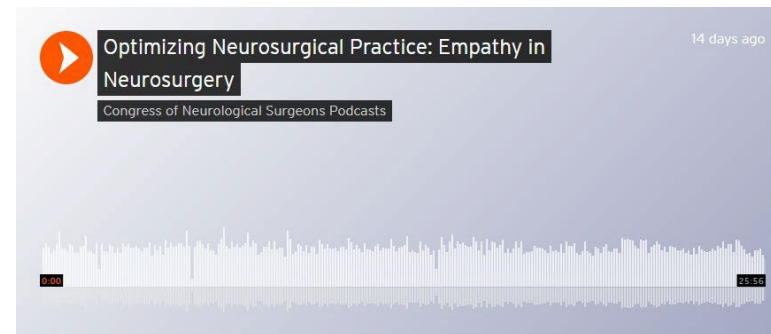 Optimizing Neurosurgical Practice: Empathy in
Neurosurgery
Congress of Neurological Surgeons Podcasts
14 days ago
0:00
25:56